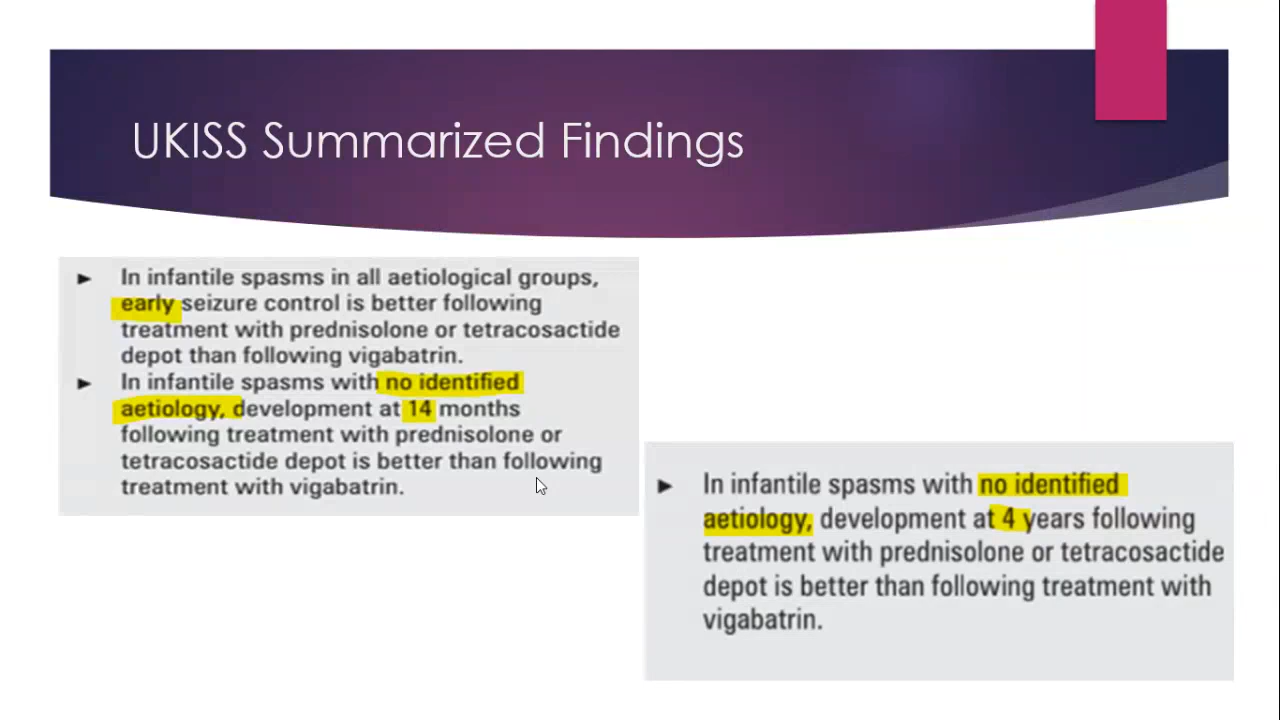 UKISS Summarized Findings
In infantile spasms in all aetiological groups,
early seizure control is better following
treatment with prednisolone or tetracosactide
depot than following vigabatrin.
In infantile spasms with no identified
aetiology, development at 14 months
following treatment with prednisolone or
tetracosactide depot is better than following
treatment with vigabatrin.
In infantile spasms with no identified
aetiology, development at 4 years following
treatment with prednisolone or tetracosactide
depot is better than following treatment with
vigabatrin.